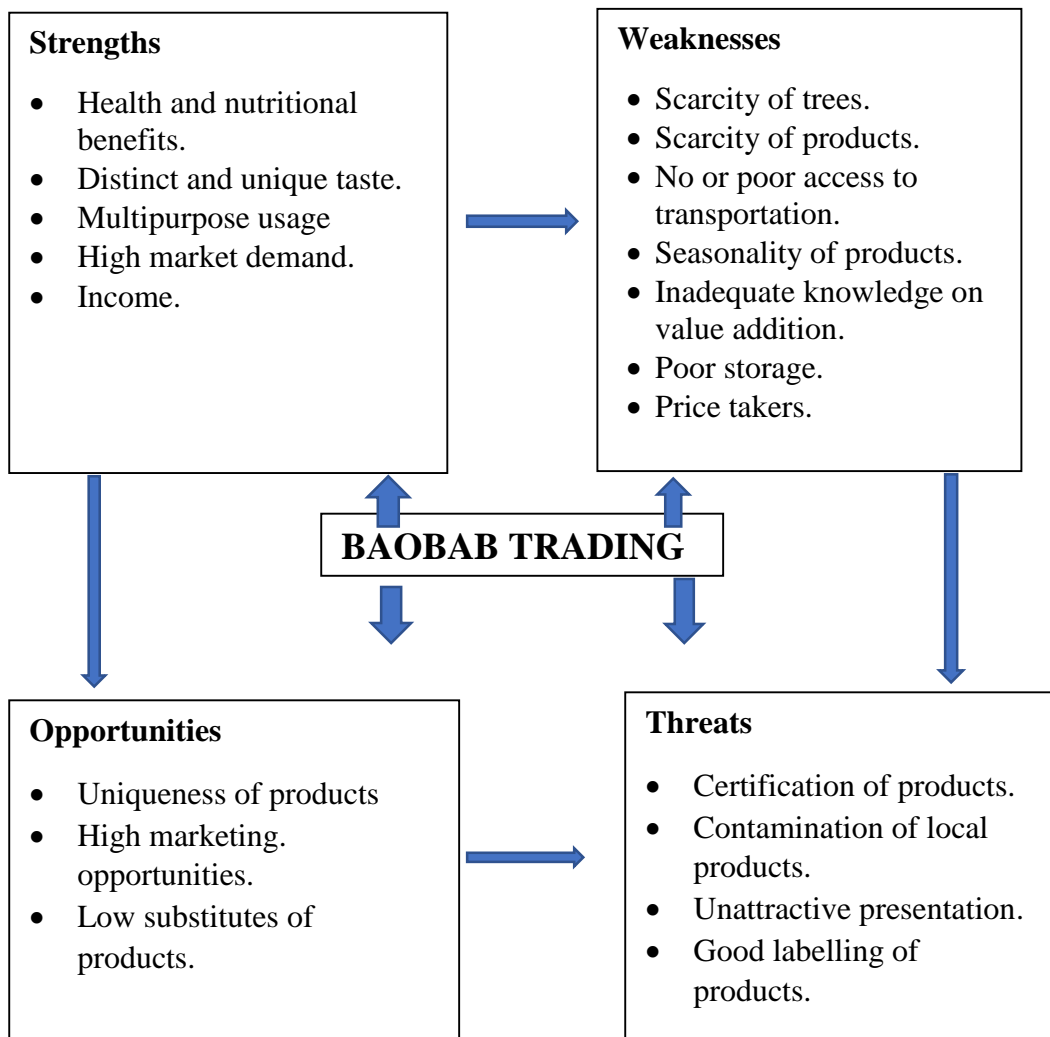 Strengths
• Health and nutritional
benefits.
• Distinct and unique taste.
• Multipurpose usage
• High market demand.
• Income.
Weaknesses
• Scarcity of trees.
• Scarcity of products.
• No or poor access to
transportation.
• Seasonality of products.
• Inadequate knowledge on
value addition.
• Poor storage.
• Price takers.
BAOBAB TRADING
Opportunities
• Uniqueness of products
• High marketing.
opportunities.
• Low substitutes of
products.
Threats
• Certification of products.
• Contamination of local
products.
• Unattractive presentation.
• Good labelling of
products.